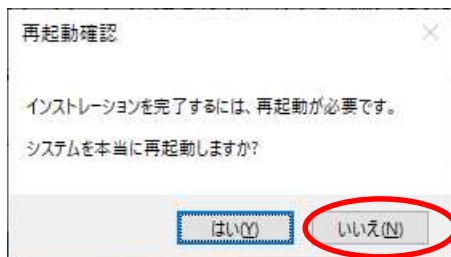 再起動確認
インストレーションを完了するには、再起動が必要です。
システムを本当に再起動しますか?
はい(Y)
いいえ(N)